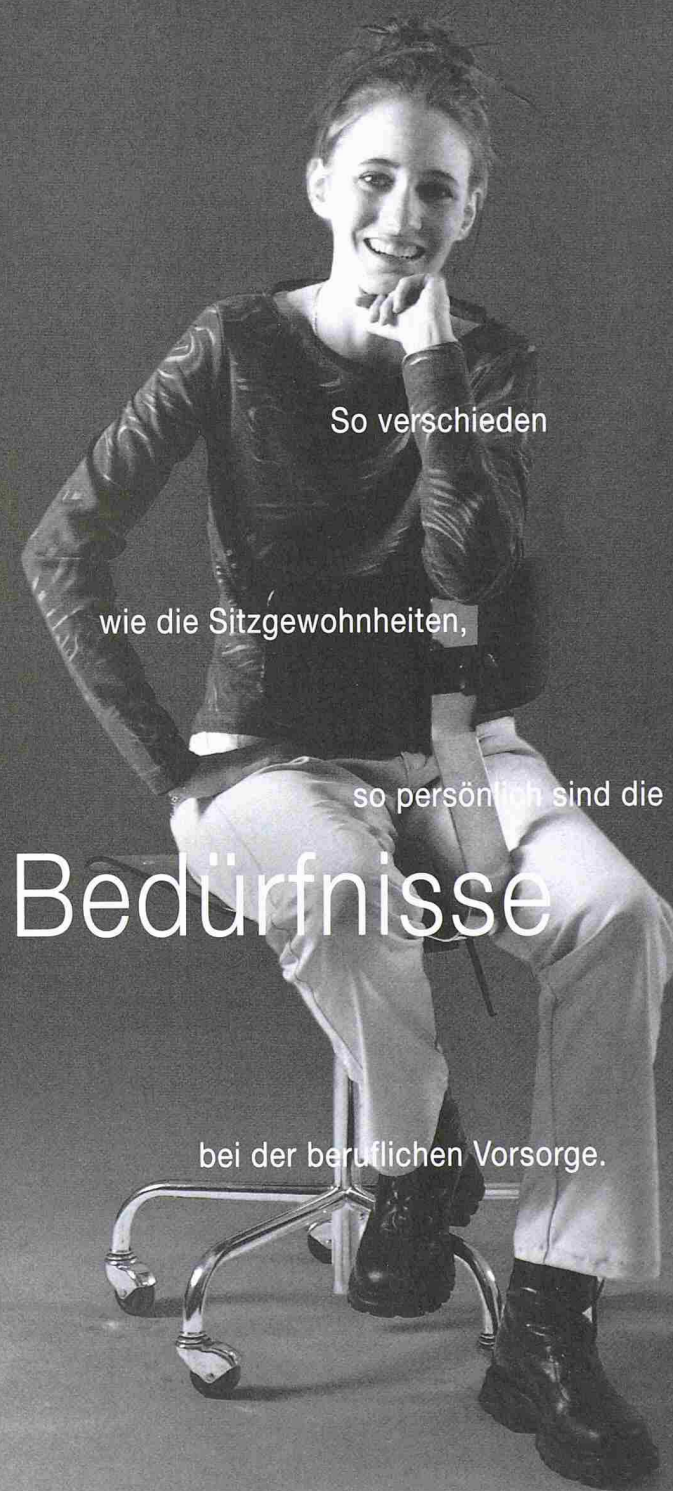 So verschieden
wie die Sitzgewohnheiten,
so persönlich sind die
Bedürfnisse
bei der beruflichen Vorsorge.